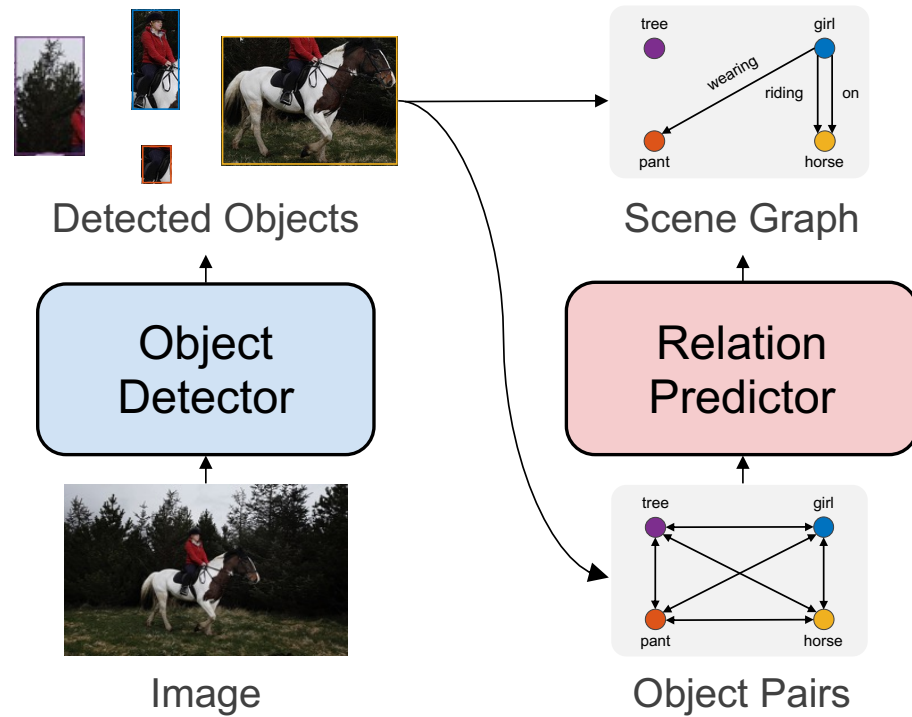 tree
girl
wearing
riding
on
pant
horse
Detected Objects
Scene Graph
Object
Detector
Relation
Predictor
tree
girl
pant
horse
Image
Object Pairs